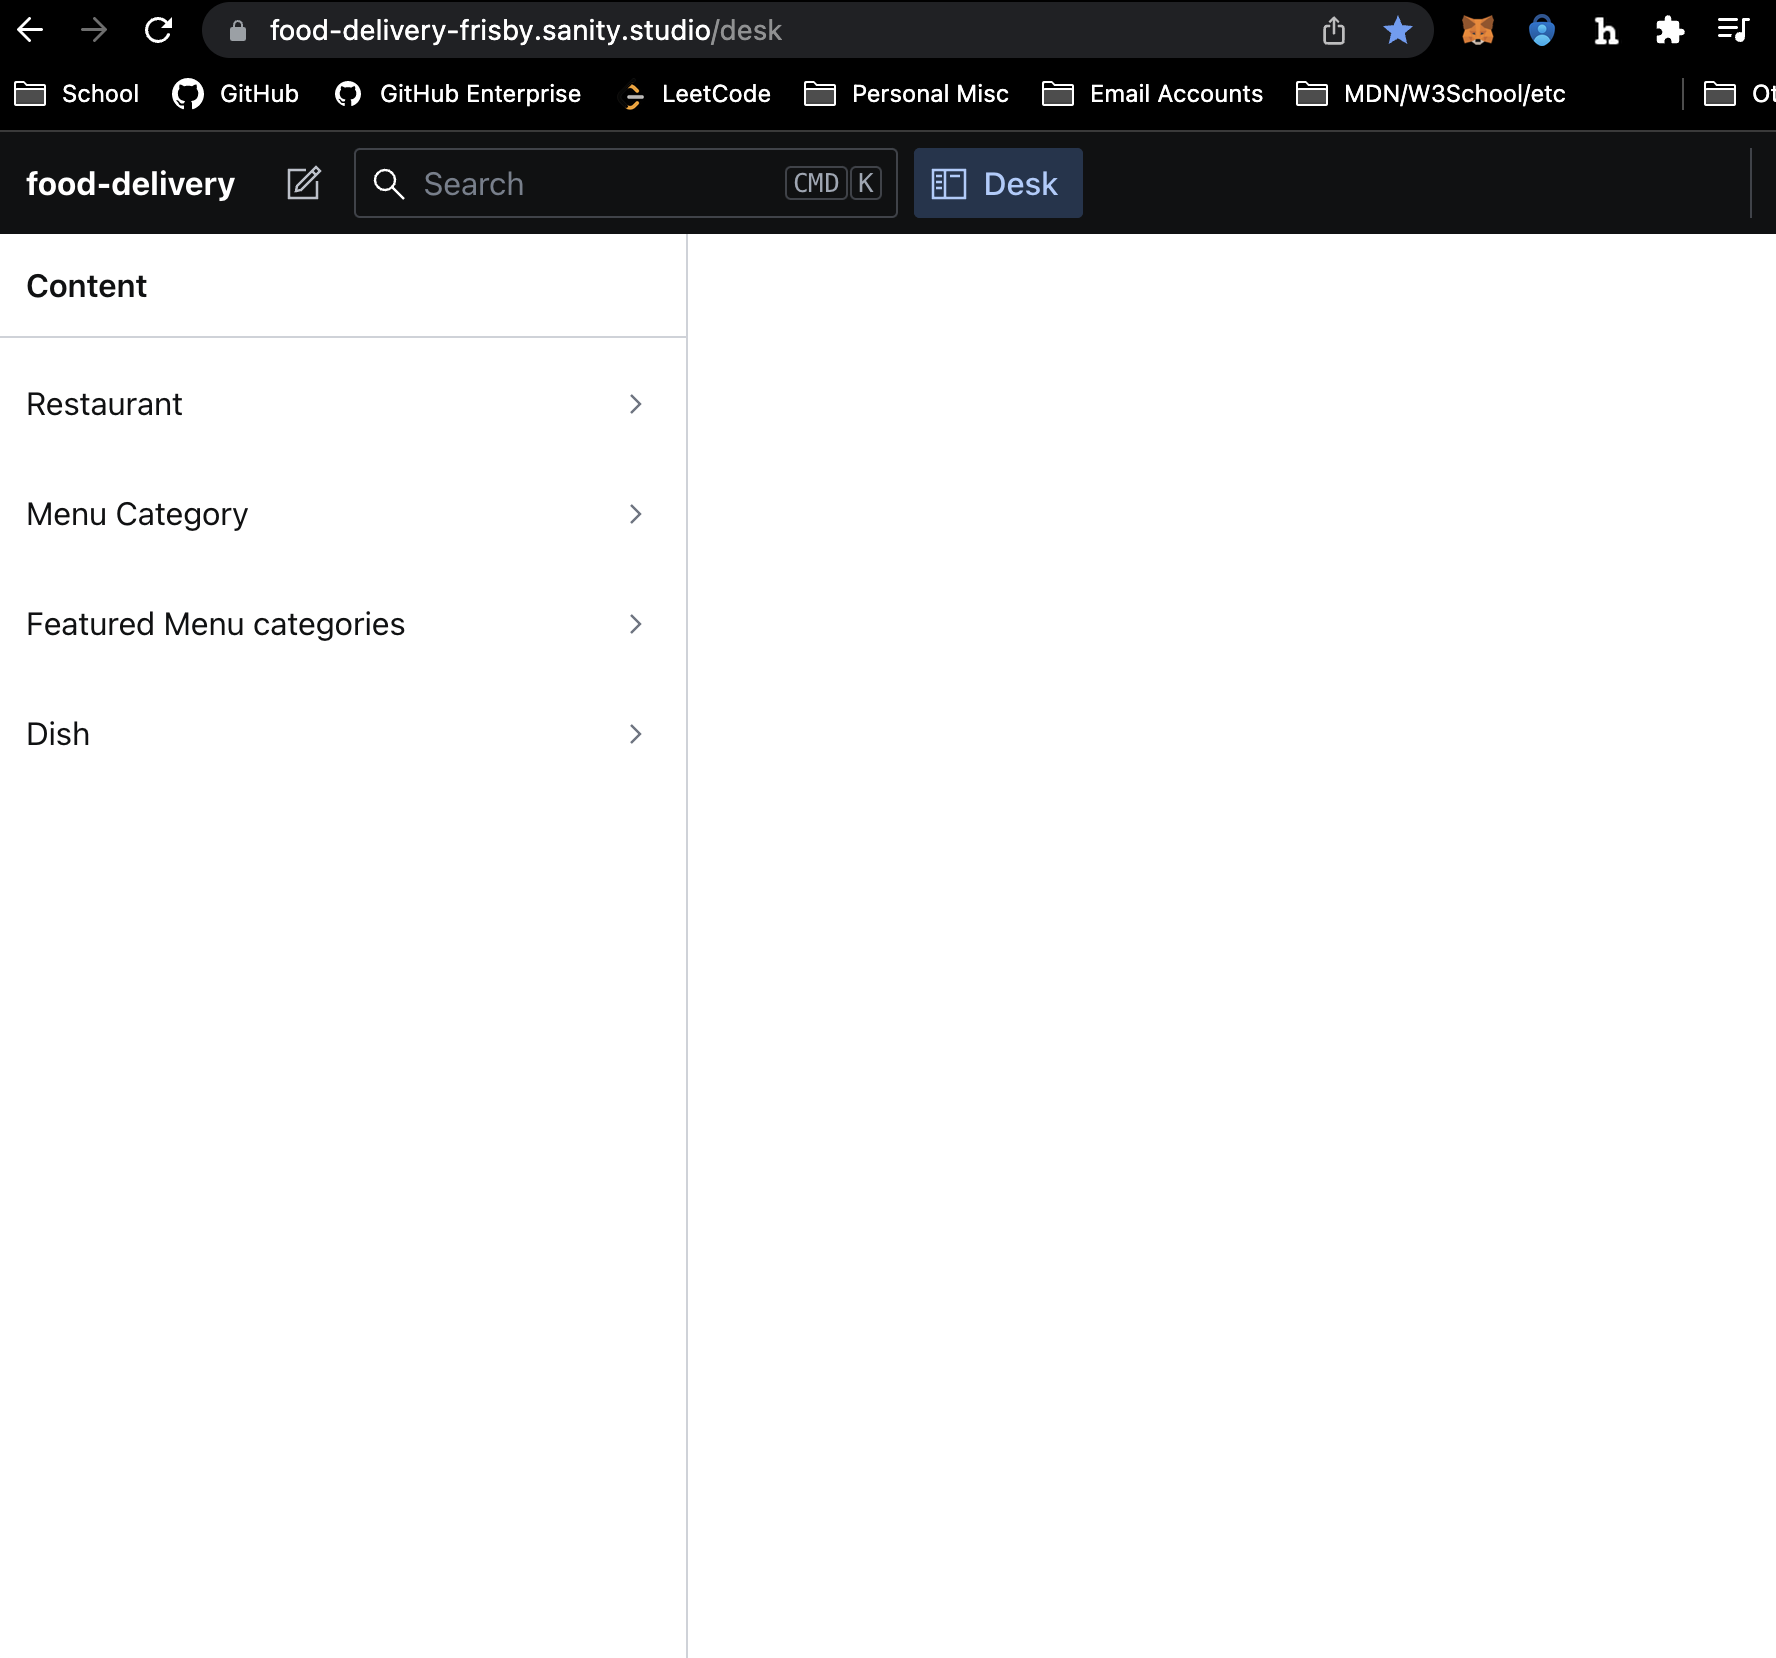 food-delivery-frisby.sanity.studio/desk
School GitHub GitHub Enterprise LeetCode Personal Misc Email Accounts MDN/W3School/etc Ot
food-delivery Search CMD K Desk
Content
Restaurant
Menu Category
Featured Menu categories
Dish